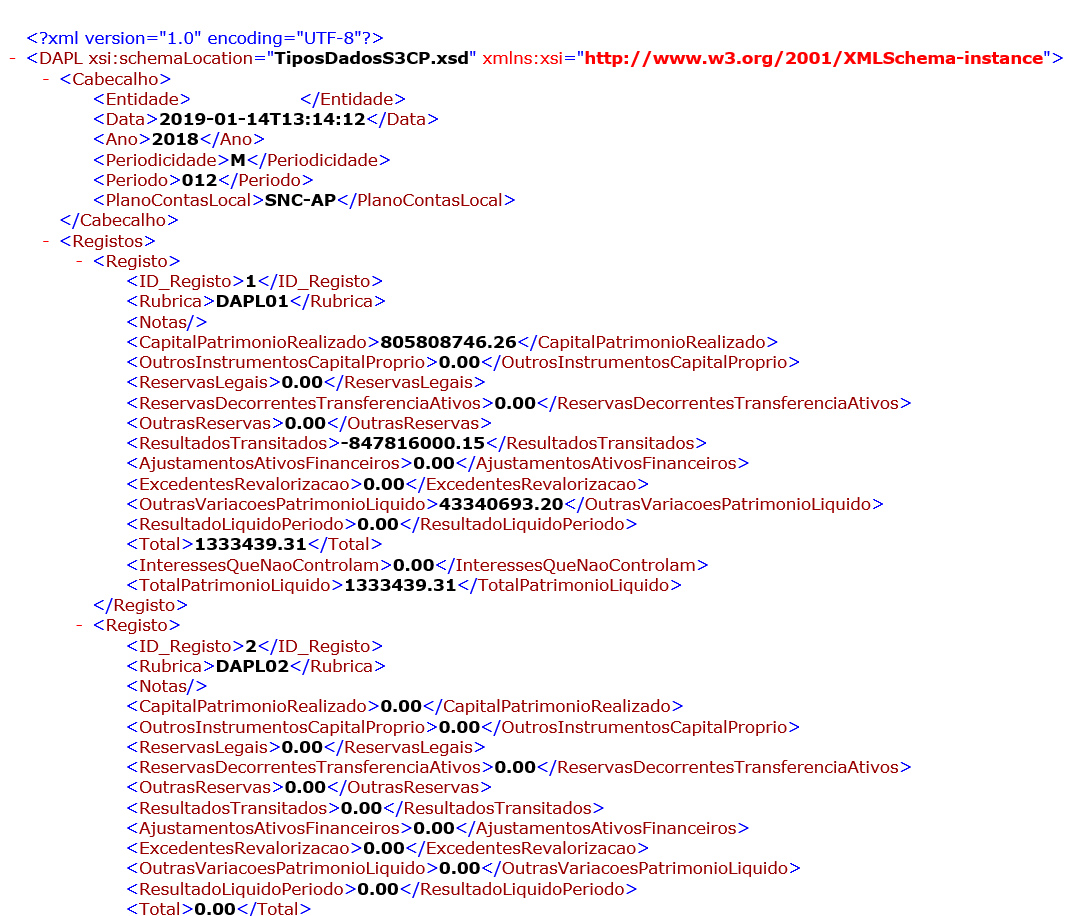 <?xml version="1.0" encoding="UTF-8"?>
- <DAPL xsi:schemaLocation="TiposDadosS3CP.xsd" xmlns:xsi="http://www.w3.org/2001/XMLSchema-instance">
- <Cabecalho>
<Entidade> </Entidade>
<Data>2019-01-14T13:14:12</Data>
<Ano>2018</Ano>
<Periodicidade>M</Periodicidade>
<Periodo>012</Periodo>
<PlanoContasLocal>SNC-AP</PlanoContasLocal>
</Cabecalho>
- <Registos>
- <Registo>
<ID_Registo>1</ID_Registo>
<Rubrica>DAPL01</Rubrica>
<Notas/>
<CapitalPatrimonioRealizado>805808746.26</CapitalPatrimonioRealizado>
<OutrosInstrumentosCapitalProprio>0.00</OutrosInstrumentosCapitalProprio>
<ReservasLegais>0.00</ReservasLegais>
<ReservasDecorrentesTransferenciaAtivos>0.00</ReservasDecorrentesTransferenciaAtivos>
<OutrasReservas>0.00</OutrasReservas>
<ResultadosTransitados>-847816000.15</ResultadosTransitados>
<AjustamentosAtivosFinanceiros>0.00</AjustamentosAtivosFinanceiros>
<ExcedentesRevalorizacao>0.00</ExcedentesRevalorizacao>
<OutrasVariacoesPatrimonioLiquido>43340693.20</OutrasVariacoesPatrimonioLiquido>
<ResultadoLiquidoPeriodo>0.00</ResultadoLiquidoPeriodo>
<Total>1333439.31</Total>
<InteressesQueNaoControlam>0.00</InteressesQueNaoControlam>
<TotalPatrimonioLiquido>1333439.31</TotalPatrimonioLiquido>
</Registo>
- <Registo>
<ID_Registo>2</ID_Registo>
<Rubrica>DAPL02</Rubrica>
<Notas/>
<CapitalPatrimonioRealizado>0.00</CapitalPatrimonioRealizado>
<OutrosInstrumentosCapitalProprio>0.00</OutrosInstrumentosCapitalProprio>
<ReservasLegais>0.00</ReservasLegais>
<ReservasDecorrentesTransferenciaAtivos>0.00</ReservasDecorrentesTransferenciaAtivos>
<OutrasReservas>0.00</OutrasReservas>
<ResultadosTransitados>0.00</ResultadosTransitados>
<AjustamentosAtivosFinanceiros>0.00</AjustamentosAtivosFinanceiros>
<ExcedentesRevalorizacao>0.00</ExcedentesRevalorizacao>
<OutrasVariacoesPatrimonioLiquido>0.00</OutrasVariacoesPatrimonioLiquido>
<ResultadoLiquidoPeriodo>0.00</ResultadoLiquidoPeriodo>
<Total>0.00</Total>